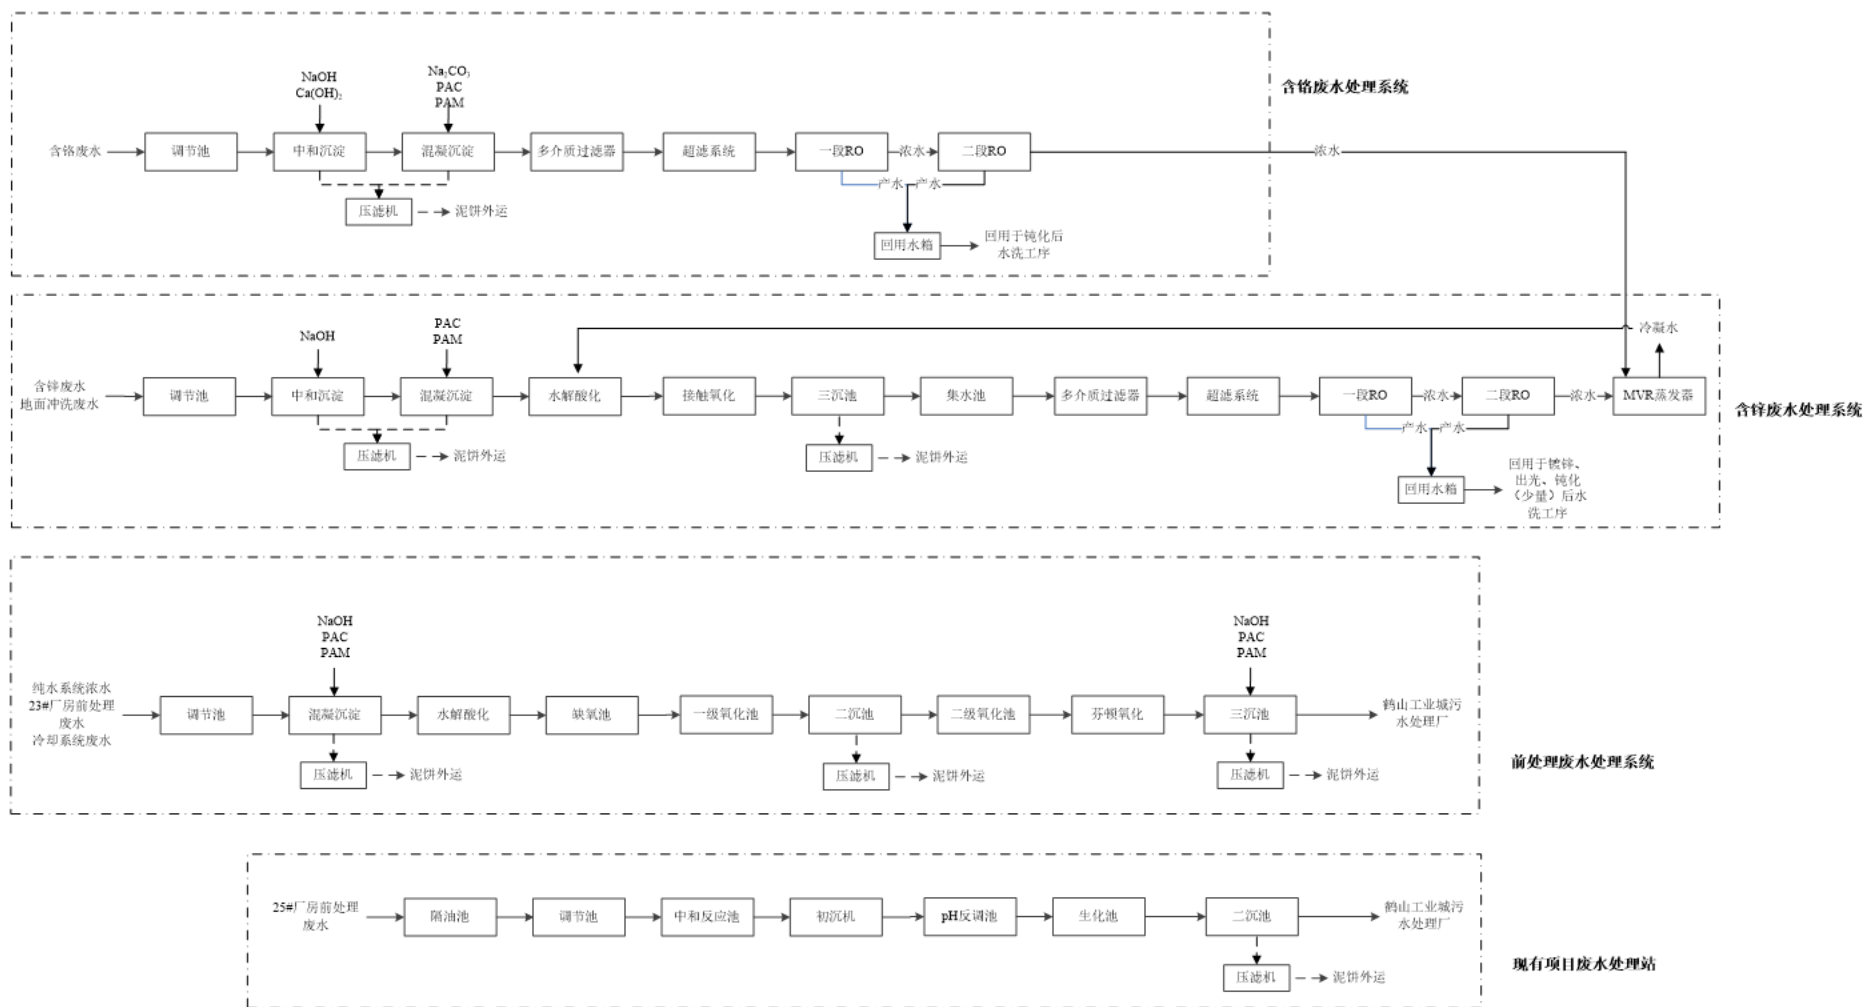 NaOH
Ca(OH)₂
Na₂CO₃
PAC
PAM
含铬废水处理系统
含铬废水
调节池
中和沉淀
混凝沉淀
多介质过滤器
超滤系统
一段RO
浓水
二段RO
浓水
产水
产水
压滤机
泥饼外运
回用水箱
回用于钝化后
水洗工序
NaOH
PAC
PAM
冷凝水
含锌废水
地面冲洗废水
调节池
中和沉淀
混凝沉淀
水解酸化
接触氧化
三沉池
集水池
多介质过滤器
超滤系统
一段RO
浓水
二段RO
浓水
MVR蒸发器
含锌废水处理系统
产水
产水
压滤机
泥饼外运
压滤机
泥饼外运
回用水箱
回用于镀锌、
出光、钝化
（少量）后水
洗工序
NaOH
PAC
PAM
NaOH
PAC
PAM
纯水系统浓水
23#厂房前处理
废水
冷却系统废水
调节池
混凝沉淀
水解酸化
缺氧池
一级氧化池
二沉池
二级氧化池
芬顿氧化
三沉池
鹤山工业城污
水处理厂
压滤机
泥饼外运
压滤机
泥饼外运
压滤机
泥饼外运
前处理废水处理系统
25#厂房前处理
废水
隔油池
调节池
中和反应池
初沉机
pH反调池
生化池
二沉池
鹤山工业城污
水处理厂
压滤机
泥饼外运
现有项目废水处理站